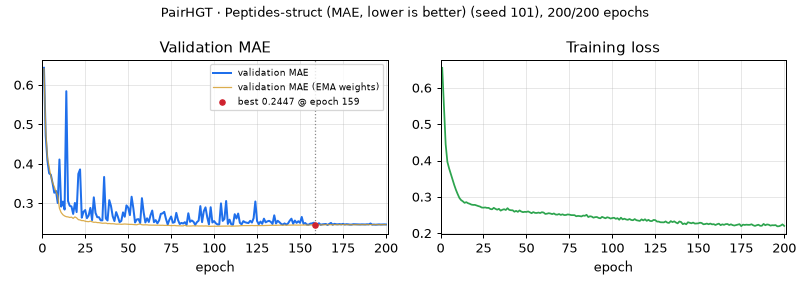 PairHGT · Peptides-struct (MAE, lower is better) (seed 101), 200/200 epochs
Validation MAE
validation MAE
validation MAE (EMA weights)
best 0.2447 @ epoch 159
0.6
0.5
0.4
0.3
0 25 50 75 100 125 150 175 200
epoch
Training loss
0.6
0.5
0.4
0.3
0.2
0 25 50 75 100 125 150 175 200
epoch